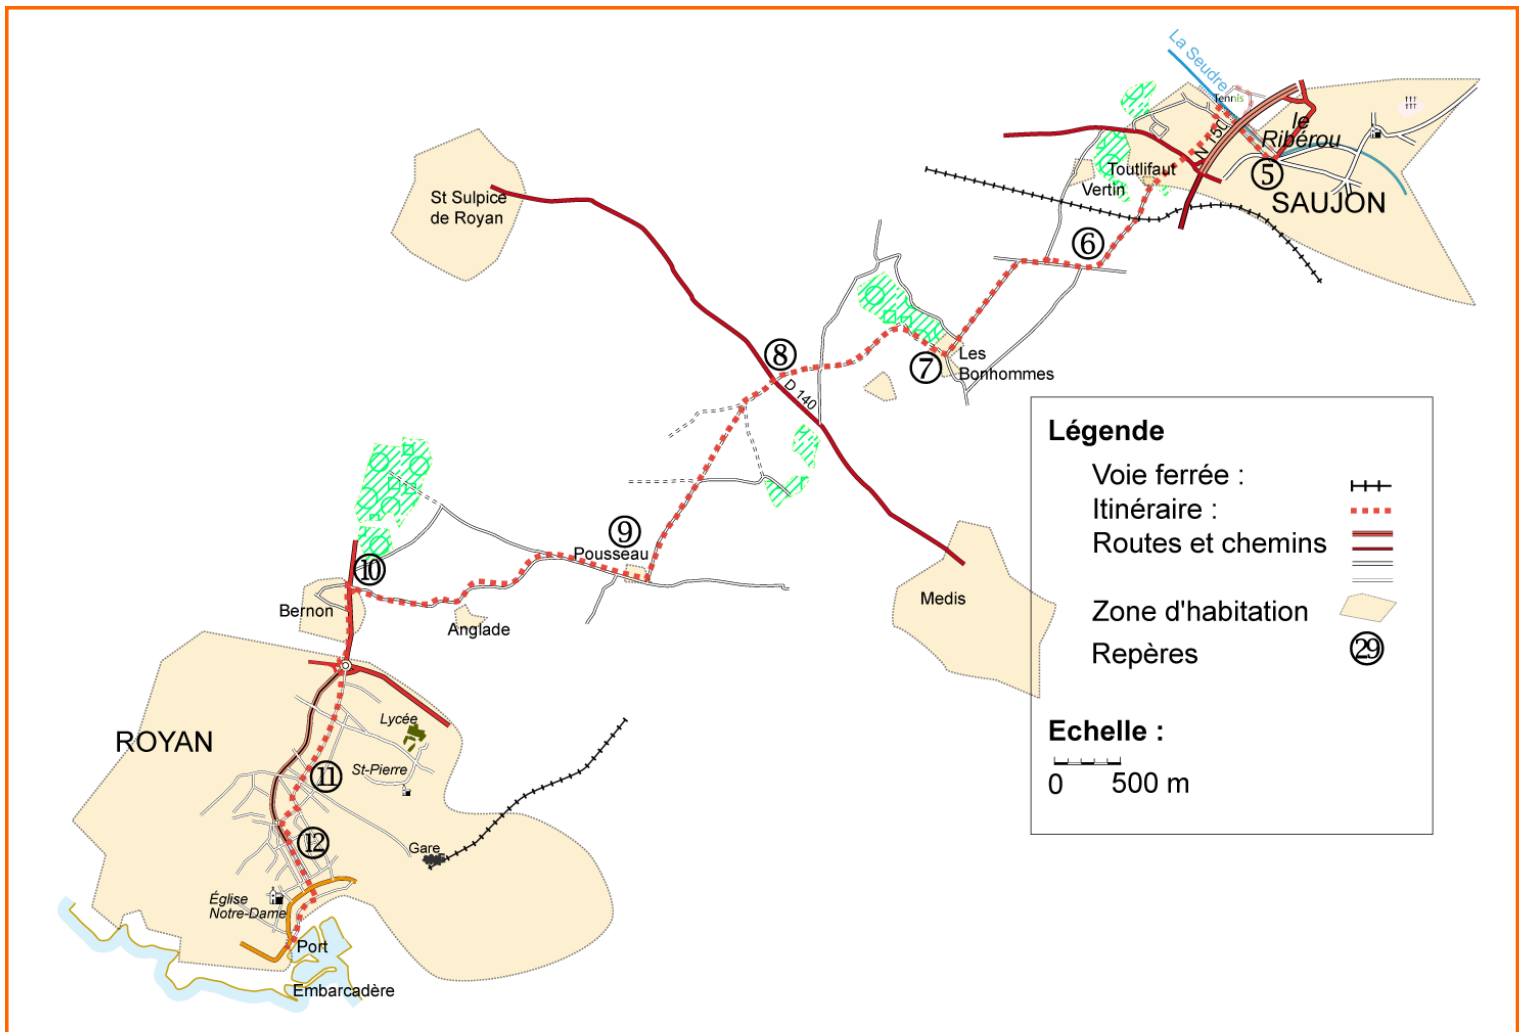 La Seudre
Tennis
le
Ribérou
N 150
⑤
SAUJON
Toutlifaut
Vertin
⑥
St Sulpice
de Royan
⑧
D 140
⑦
Les
Bonhommes
⑨
Pousseau
⑩
Bernon
Anglade
Medis
ROYAN
Lycée
St-Pierre
⑪
⑫
Gare
Église
Notre-Dame
Port
Embarcadère
Légende
Voie ferrée :
Itinéraire :
Routes et chemins
Zone d'habitation
Repères
㉙
Echelle :
0 500 m